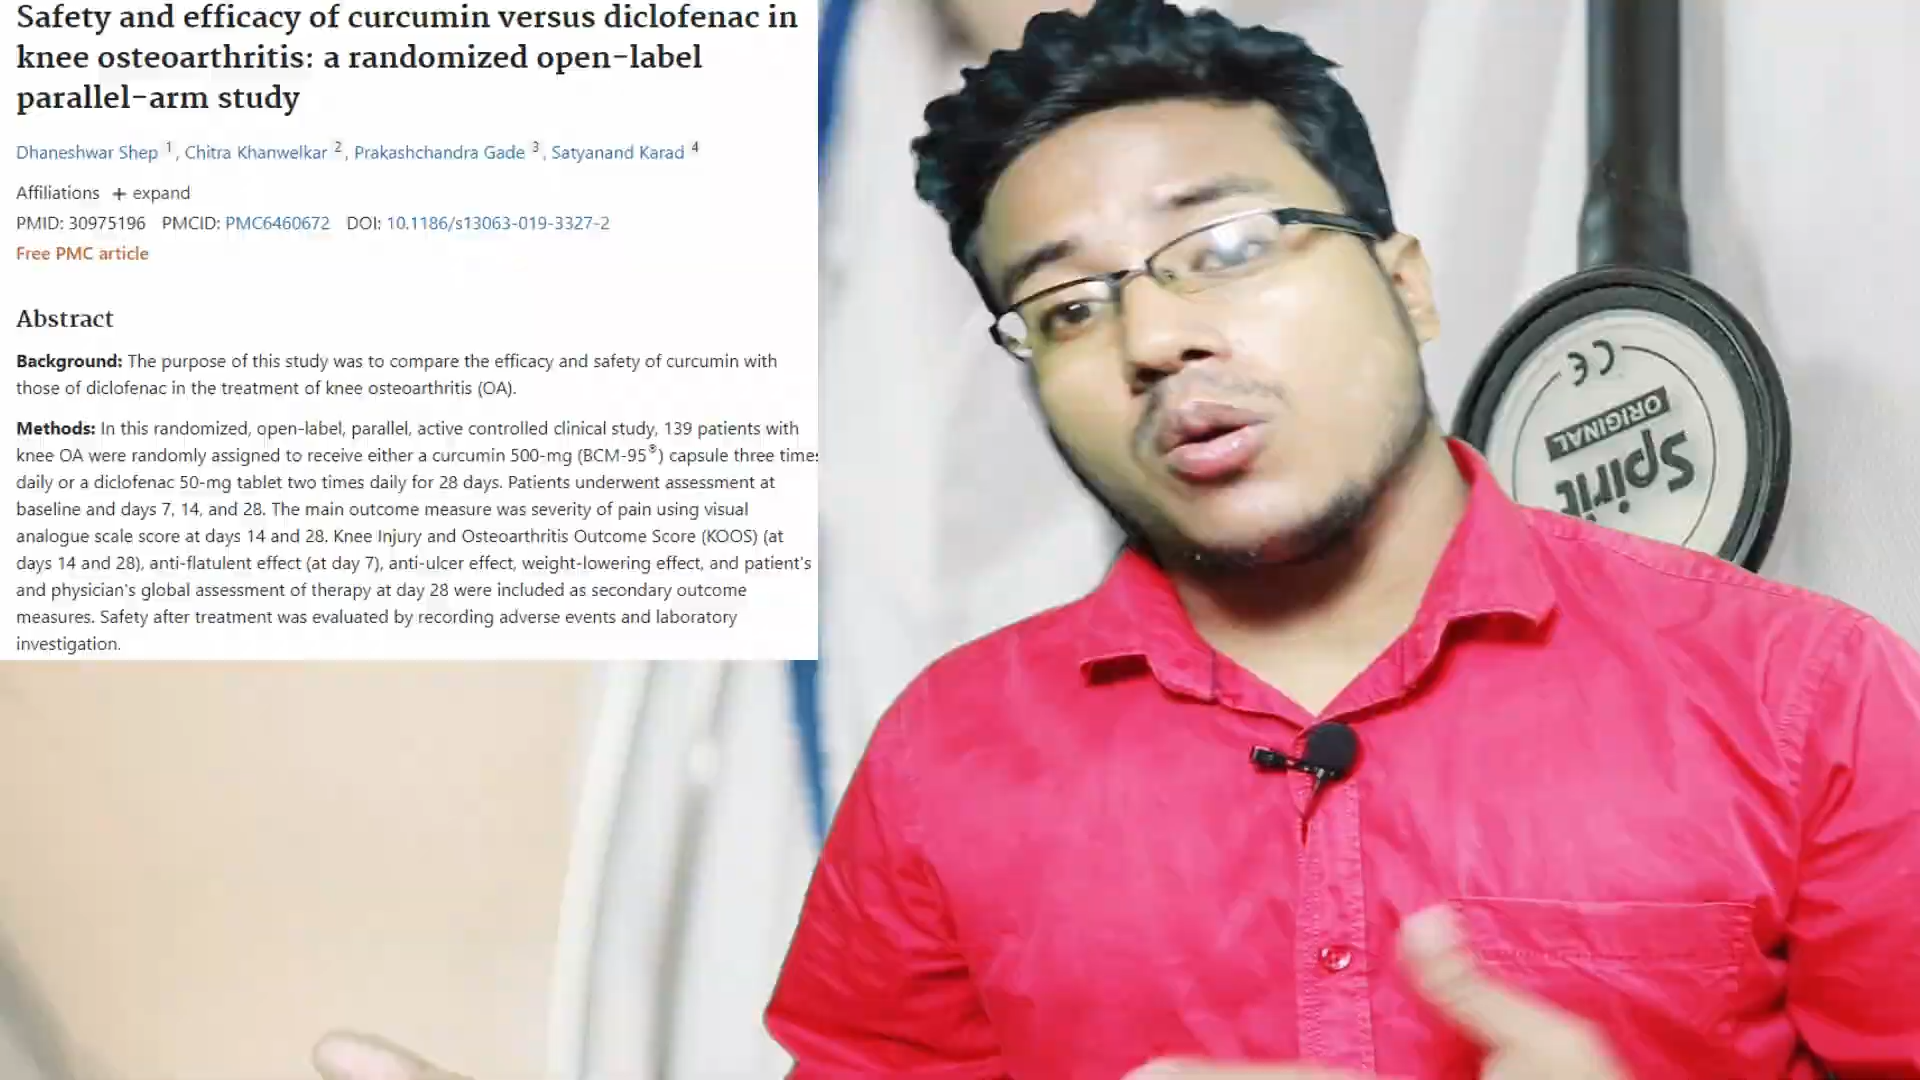 Safety and efficacy of curcumin versus diclofenac in
knee osteoarthritis: a randomized open-label
parallel-arm study
Dhaneshwar Shep 1, Chitra Khanwelkar 2, Prakashchandra Gade 3, Satyanand Karad 4
Affiliations + expand
PMID: 30975196 PMCID: PMC6460672 DOI: 10.1186/s13063-019-3327-2
Free PMC article
Abstract
Background: The purpose of this study was to compare the efficacy and safety of curcumin with
those of diclofenac in the treatment of knee osteoarthritis (OA).
Methods: In this randomized, open-label, parallel, active controlled clinical study, 139 patients with
knee OA were randomly assigned to receive either a curcumin 500-mg (BCM-95®) capsule three times
daily or a diclofenac 50-mg tablet two times daily for 28 days. Patients underwent assessment at
baseline and days 7, 14, and 28. The main outcome measure was severity of pain using visual
analogue scale score at days 14 and 28. Knee Injury and Osteoarthritis Outcome Score (KOOS) (at
days 14 and 28), anti-flatulent effect (at day 7), anti-ulcer effect, weight-lowering effect, and patient's
and physician's global assessment of therapy at day 28 were included as secondary outcome
measures. Safety after treatment was evaluated by recording adverse events and laboratory
investigation.
CE
ORIGINAL
Spirit